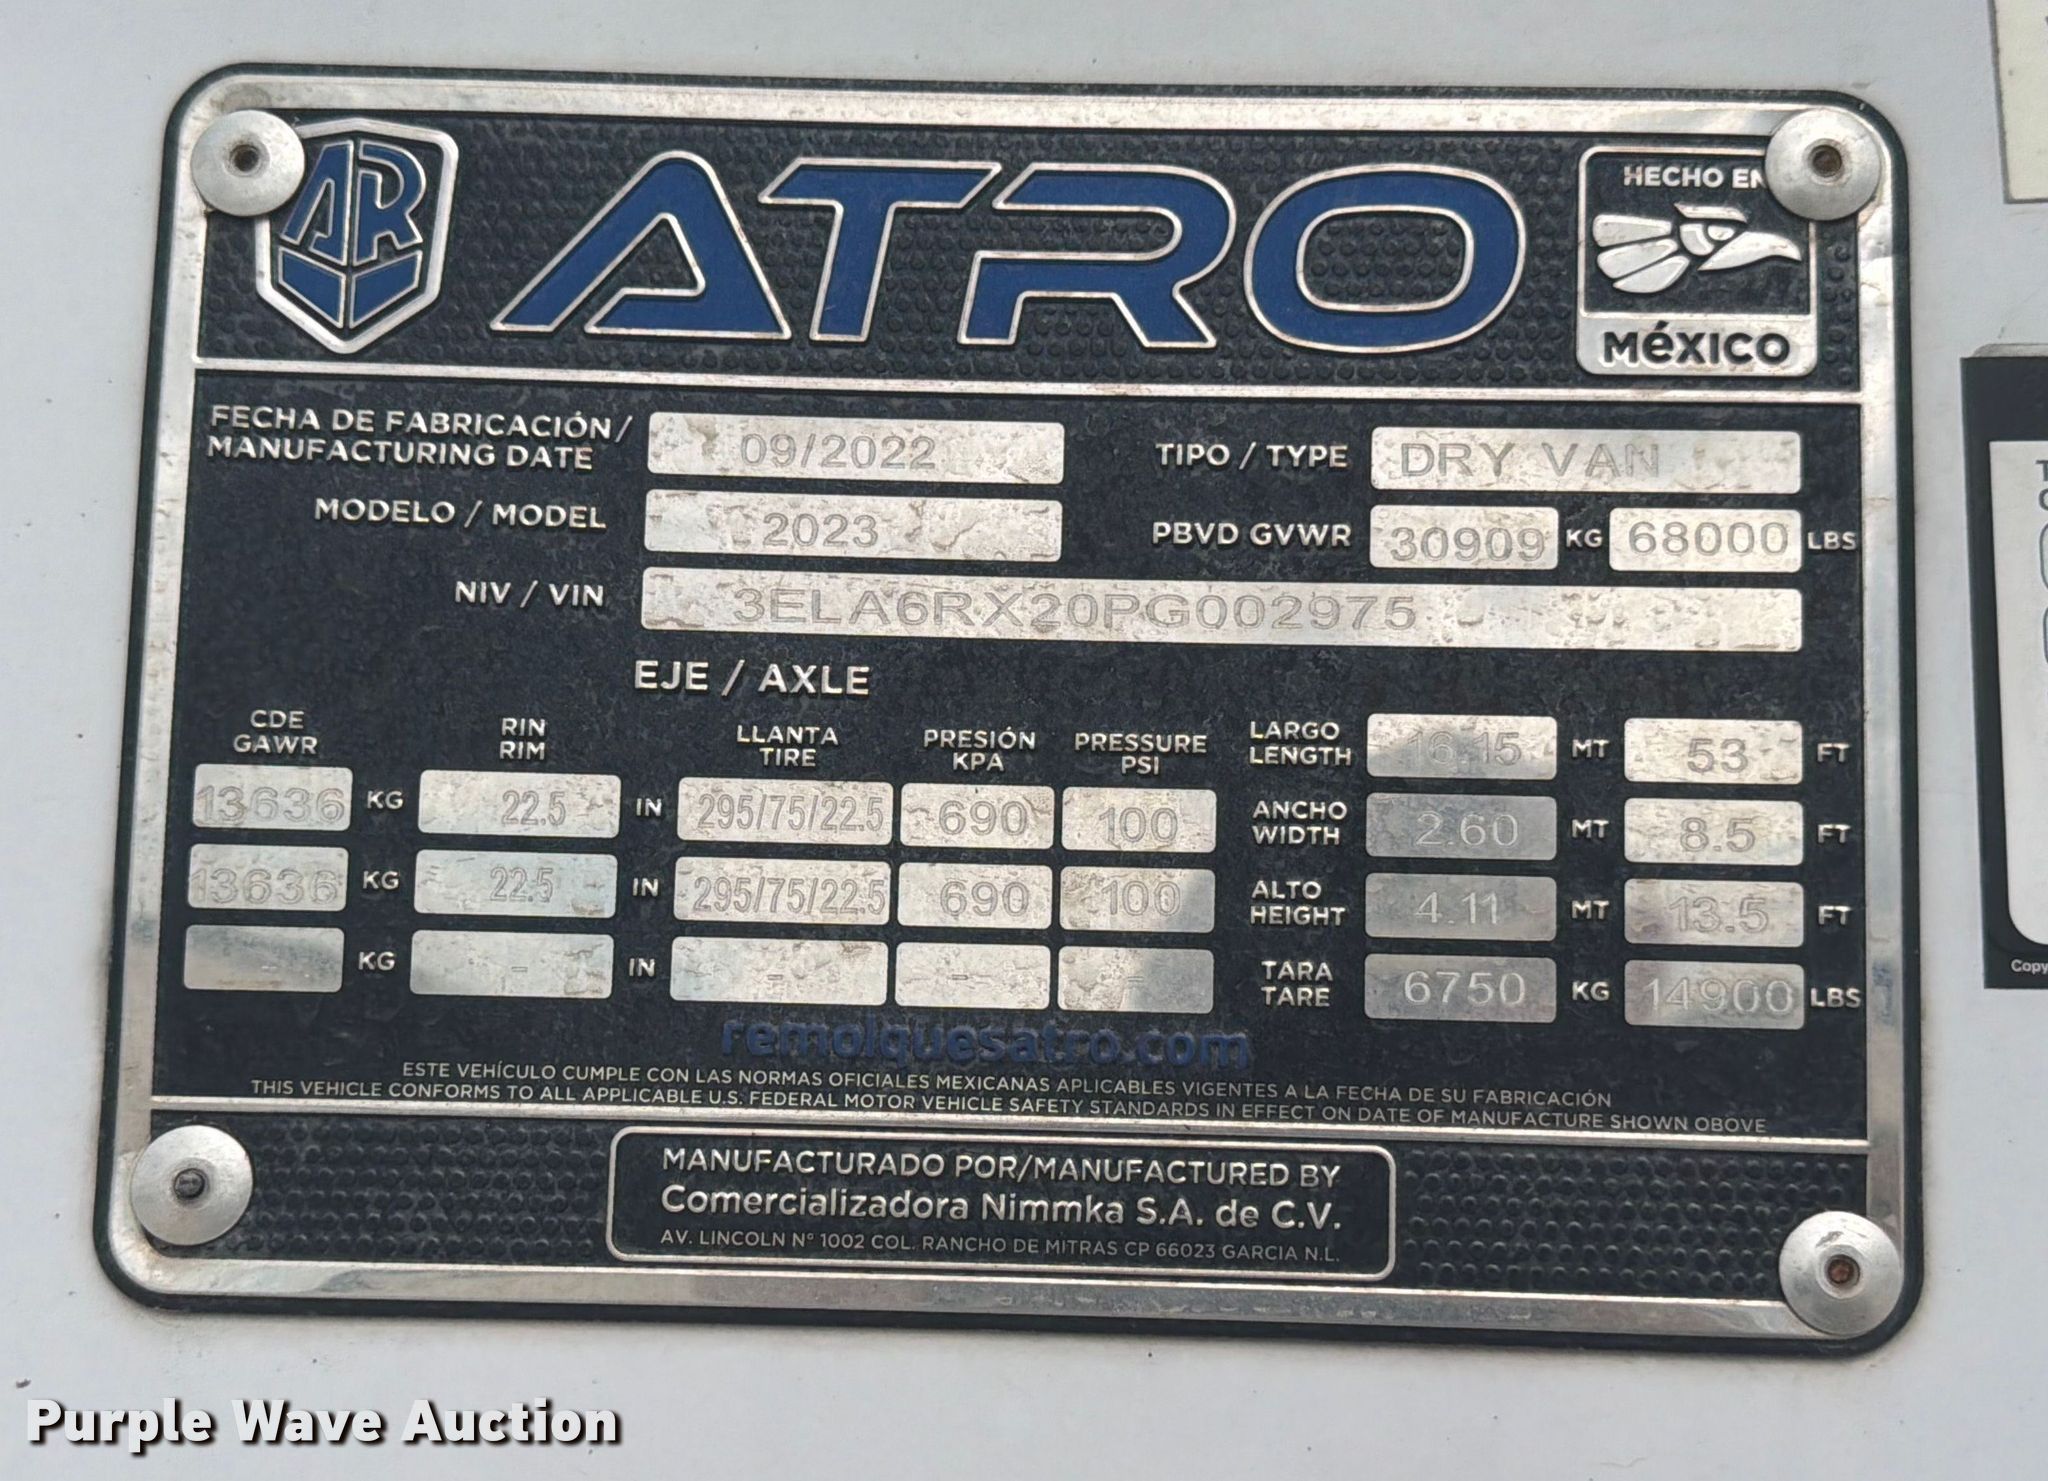 AR
ATRO
HECHO EN
MÉXICO
FECHA DE FABRICACIÓN/
MANUFACTURING DATE
09/2022
TIPO / TYPE
DRY VAN
MODELO / MODEL
2023
PBVD GVWR
30909
KG
68000
LBS
NIV / VIN
3ELA6RX20PG002975
EJE / AXLE
CDE
GAWR
RIN
RIM
LLANTA
TIRE
PRESIÓN
KPA
PRESSURE
PSI
LARGO
LENGTH
16.15
MT
53
FT
13636
KG
22.5
IN
295/75/22.5
690
100
ANCHO
WIDTH
2.60
MT
8.5
FT
13636
KG
22.5
IN
295/75/22.5
690
100
ALTO
HEIGHT
4.11
MT
13.5
FT
-
KG
-
IN
-
-
-
TARA
TARE
6750
KG
14900
LBS
remolquesatro.com
ESTE VEHÍCULO CUMPLE CON LAS NORMAS OFICIALES MEXICANAS APLICABLES VIGENTES A LA FECHA DE SU FABRICACIÓN
THIS VEHICLE CONFORMS TO ALL APPLICABLE U.S. FEDERAL MOTOR VEHICLE SAFETY STANDARDS IN EFFECT ON DATE OF MANUFACTURE SHOWN OBOVE
MANUFACTURADO POR/MANUFACTURED BY
Comercializadora Nimmka S.A. de C.V.
AV. LINCOLN N° 1002 COL. RANCHO DE MITRAS CP 66023 GARCIA N.L.
Purple Wave Auction